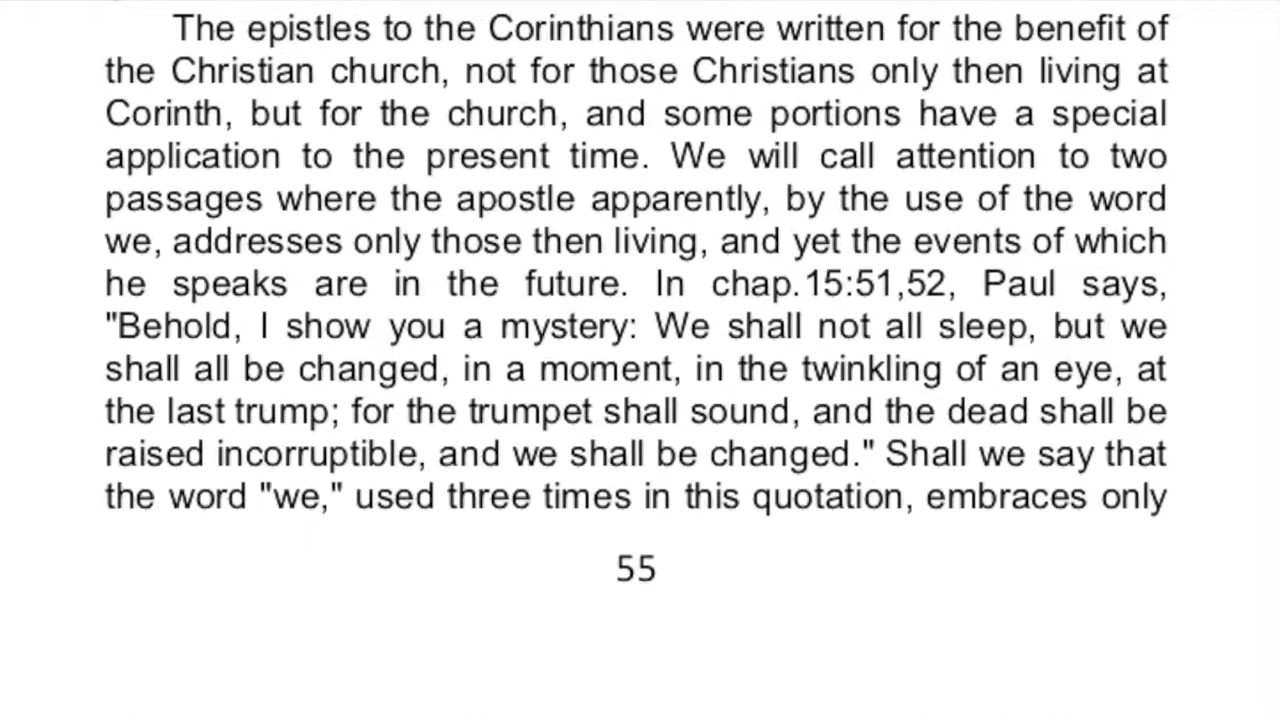 The epistles to the Corinthians were written for the benefit of
the Christian church, not for those Christians only then living at
Corinth, but for the church, and some portions have a special
application to the present time. We will call attention to two
passages where the apostle apparently, by the use of the word
we, addresses only those then living, and yet the events of which
he speaks are in the future. In chap.15:51,52, Paul says,
"Behold, I show you a mystery: We shall not all sleep, but we
shall all be changed, in a moment, in the twinkling of an eye, at
the last trump; for the trumpet shall sound, and the dead shall be
raised incorruptible, and we shall be changed." Shall we say that
the word "we," used three times in this quotation, embraces only
55